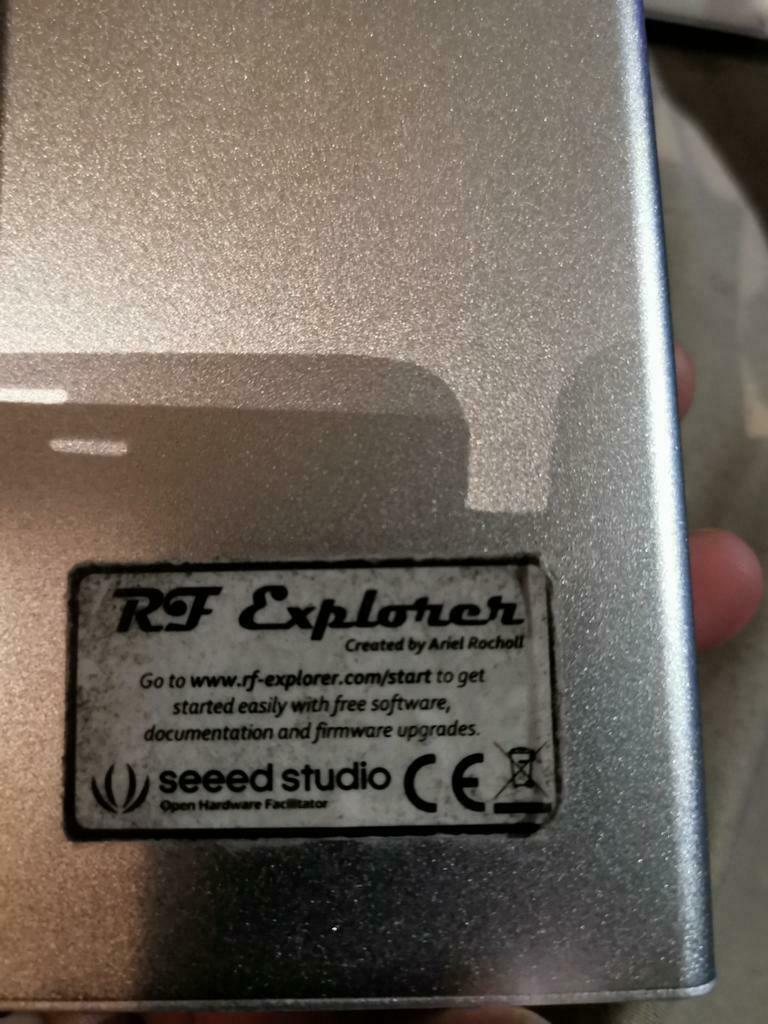 RF Explorer
Created by Ariel Rocholl
Go to www.rf-explorer.com/start to get
started easily with free software,
documentation and firmware upgrades.
seeed studio
Open Hardware Facilitator
CE